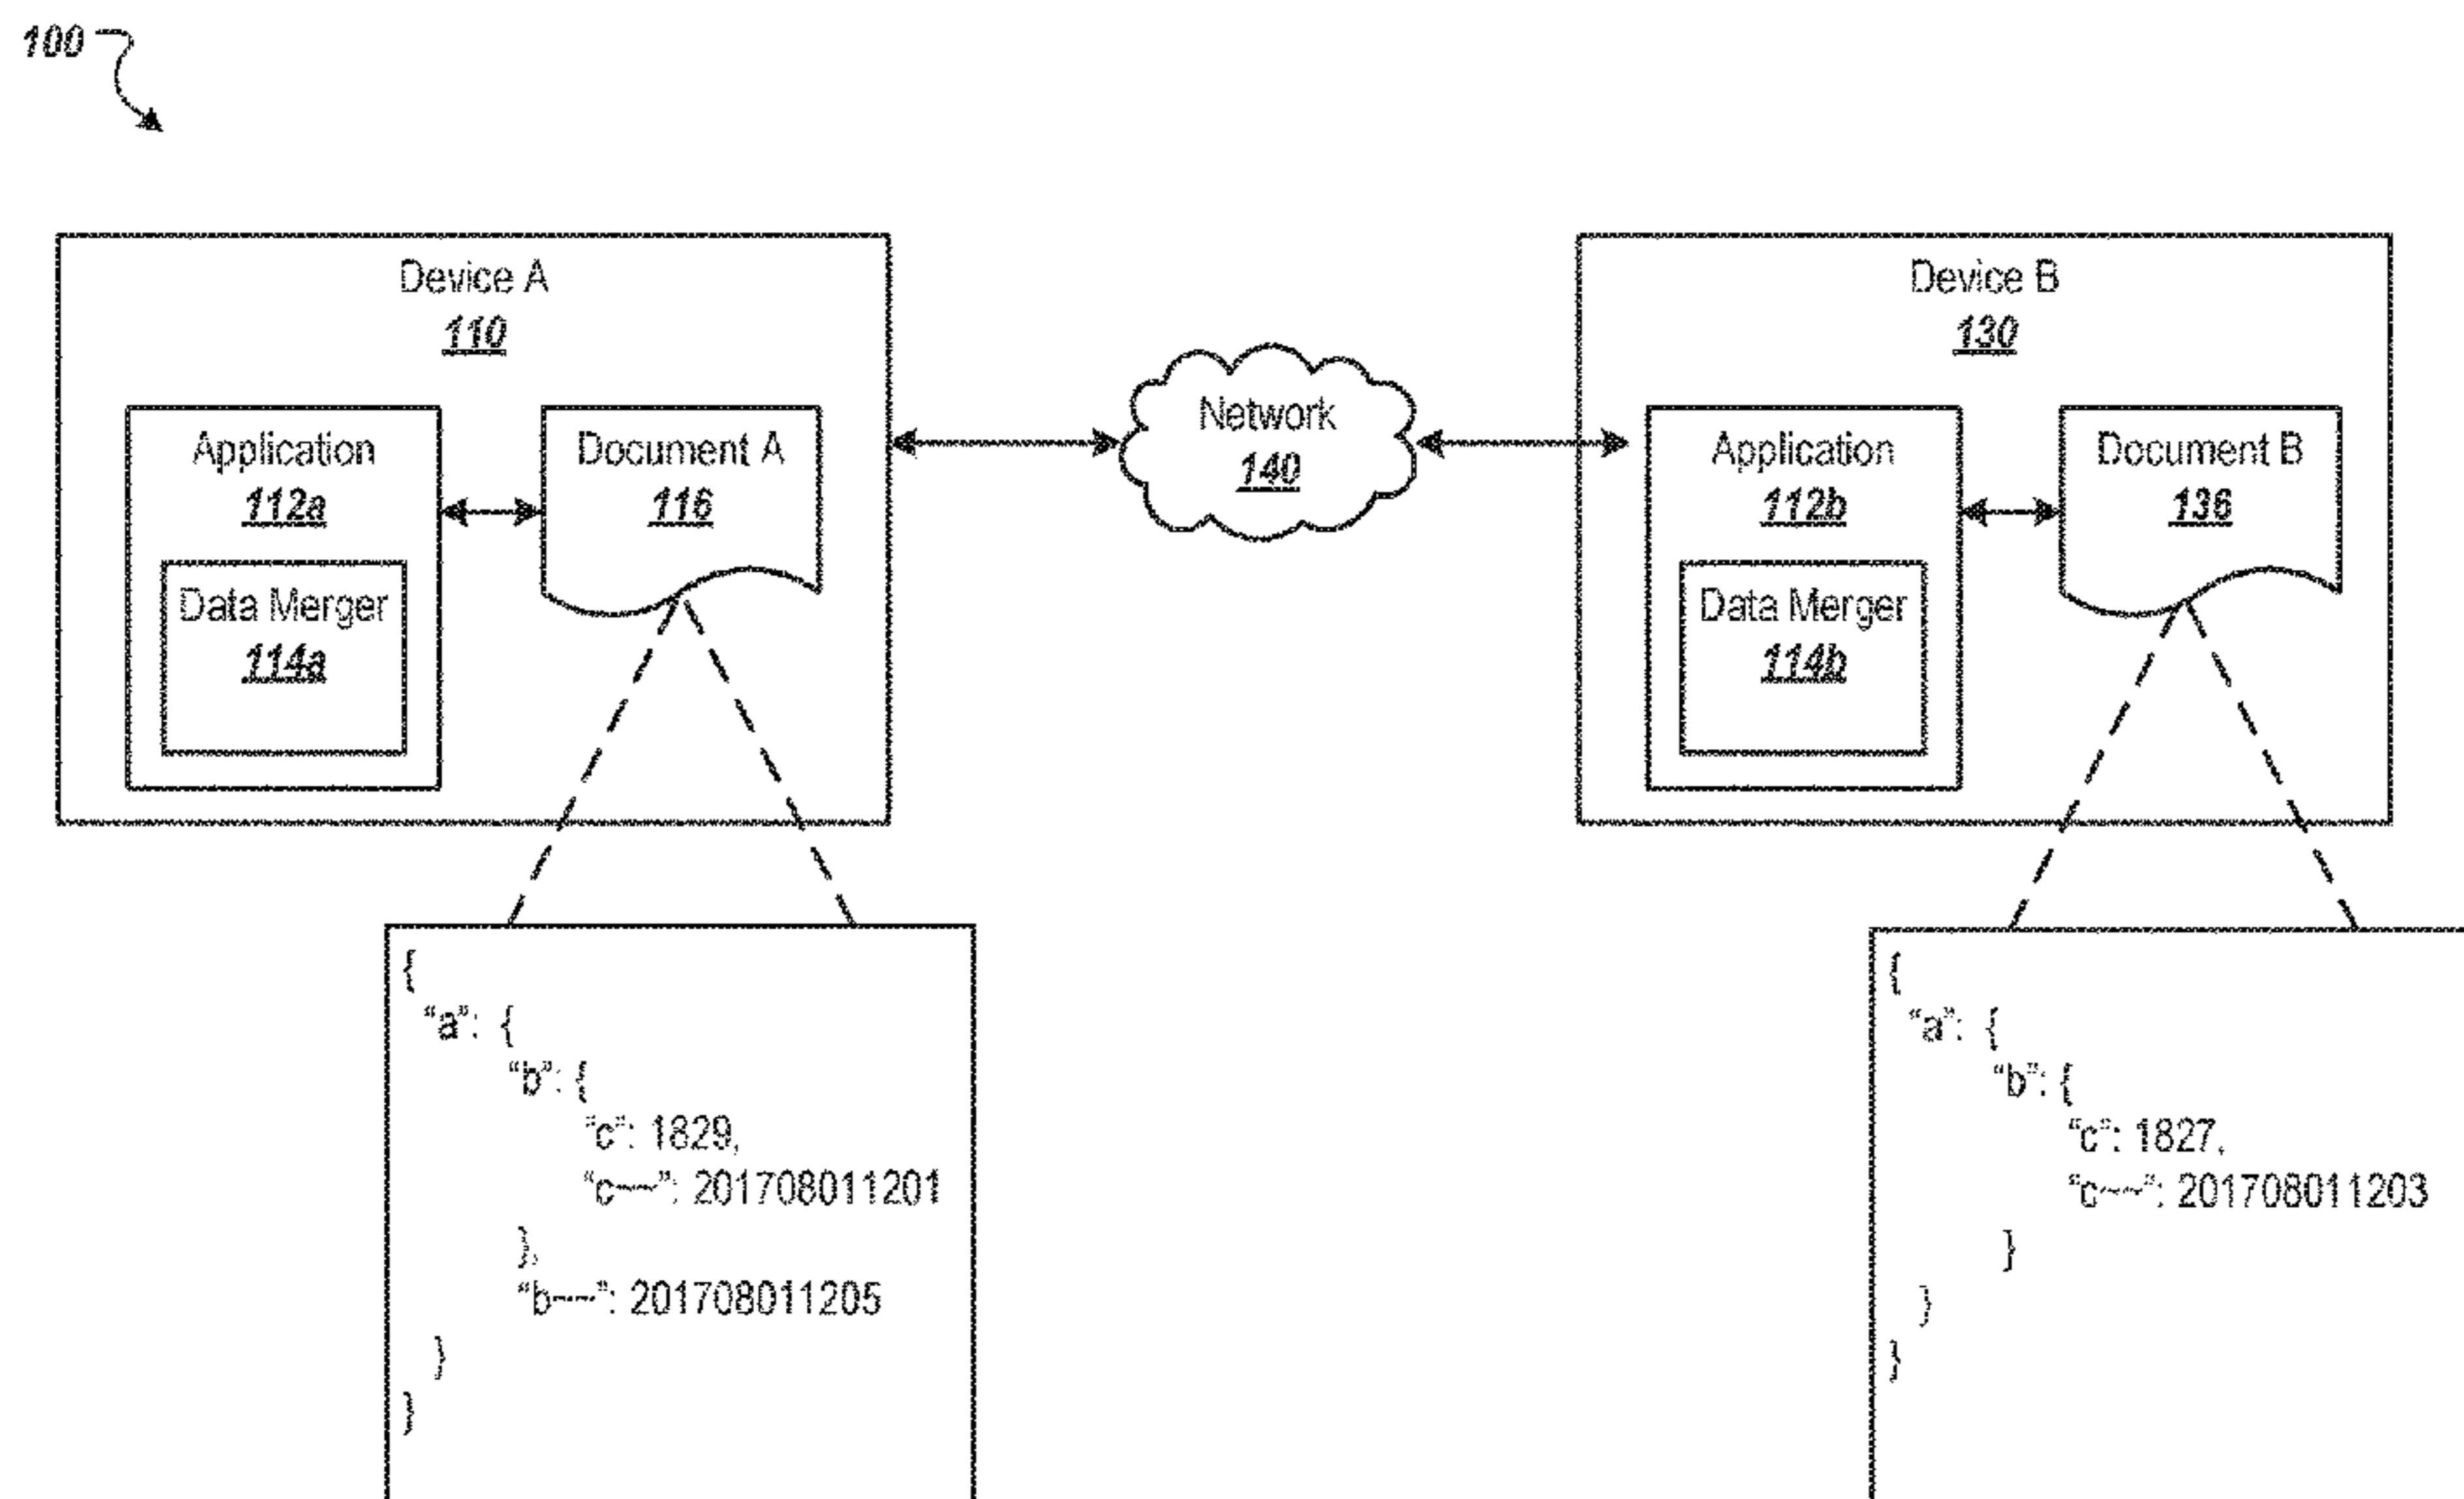 100
Device A
110
Application
112a
Data Merger
114a
Document A
116
Network
140
Device B
130
Application
112b
Data Merger
114b
Document B
136
{
“a”: {
“b”: {
“c”: 1829,
“c~~”: 201708011201
},
“b~~”: 201708011205
}
}
{
“a”: {
“b”: {
“c”: 1827,
“c~~”: 201708011203
}
}
}